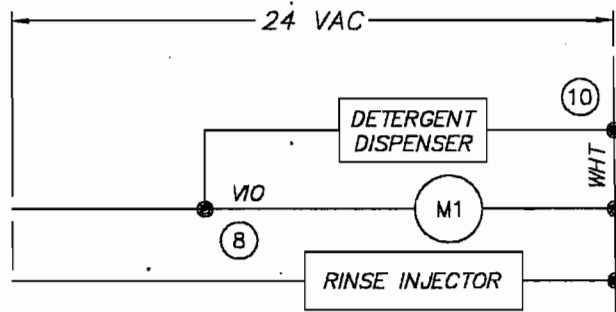 24 VAC
10
DETERGENT
DISPENSER
WHT
VIO
M1
8
RINSE INJECTOR